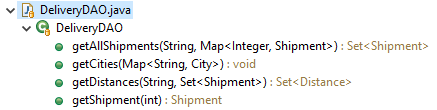 DeliveryDAO.java
DeliveryDAO
getAllShipments(String, Map<Integer, Shipment>) : Set<Shipment>
getCities(Map<String, City>) : void
getDistances(String, Set<Shipment>) : Set<Distance>
getShipment(int) : Shipment